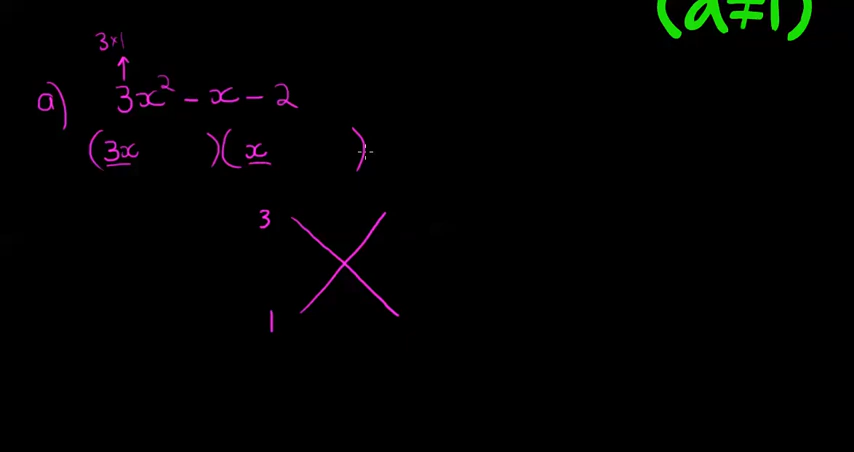 (a≠1)
3×1
a) 3x² - x - 2
(3x )(x )
3
1